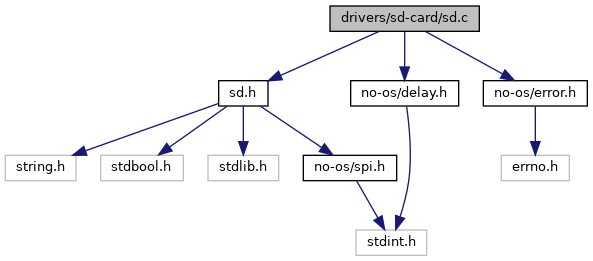 drivers/sd-card/sd.c
sd.h
no-os/delay.h
no-os/error.h
string.h
stdbool.h
stdlib.h
no-os/spi.h
errno.h
stdint.h